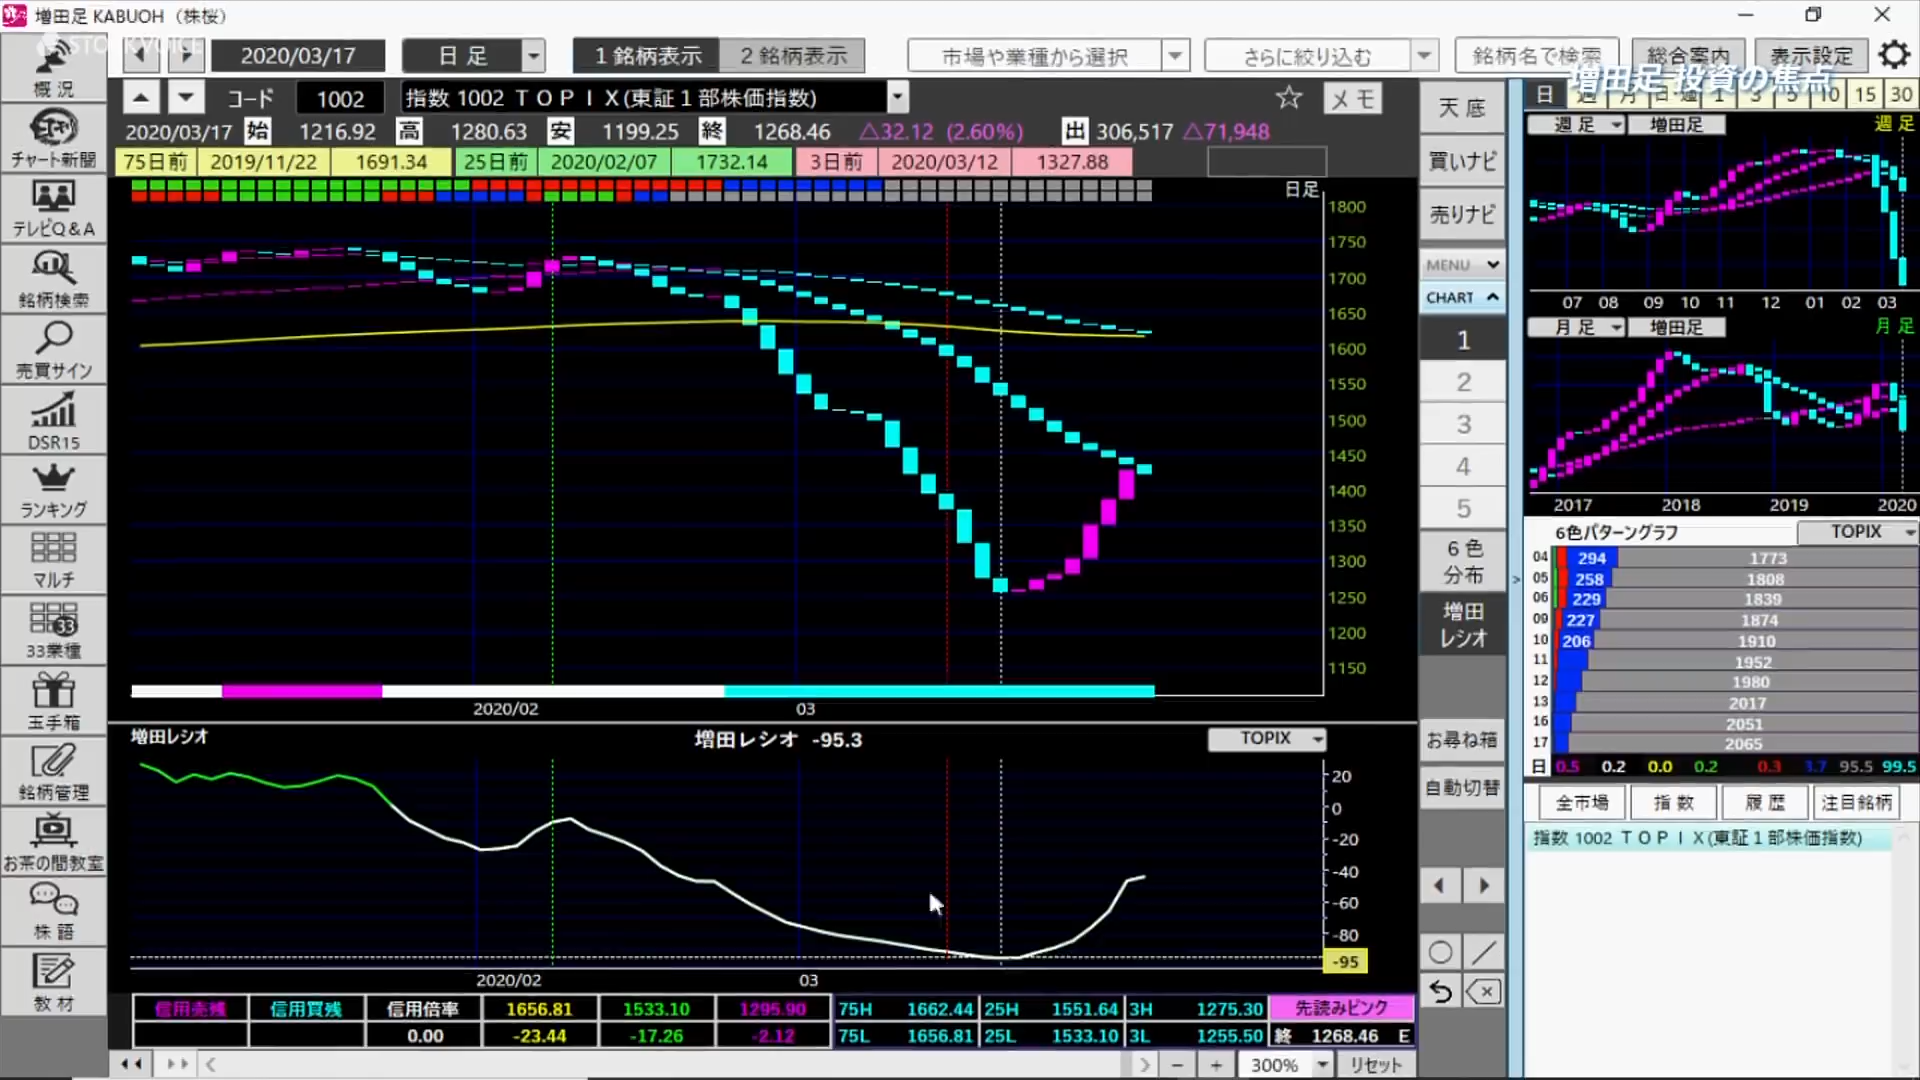 増田足 KABUOH（株桜）
STOCKVOICE
2020/03/17
日 足
1 銘柄表示
2 銘柄表示
市場や業種から選択
さらに絞り込む
銘柄名で検索
総合案内
表示設定
増田足 投資の焦点
コード
1002
指数 1002 ＴＯＰＩＸ(東証１部株価指数)
メ モ
2020/03/17 始 1216.92 高 1280.63 安 1199.25 終 1268.46 △32.12 (2.60%) 出 306,517 △71,948
75日前 2019/11/22 1691.34 25日前 2020/02/07 1732.14 3日前 2020/03/12 1327.88
日足
1800
1750
1700
1650
1600
1550
1500
1450
1400
1350
1300
1250
1200
1150
2020/02
03
増田レシオ
増田レシオ -95.3
TOPIX
20
0
-20
-40
-60
-80
-95
2020/02
03
信用売残 信用買残 信用倍率 1656.81 1533.10 1295.90 75H 1662.44 25H 1551.64 3H 1275.30 先読みピンク
0.00 -23.44 -17.26 -2.12 75L 1656.81 25L 1533.10 3L 1255.50 終 1268.46 E
300%
リセット
概 況
チャート新聞
テレビQ＆A
銘柄検索
売買サイン
DSR15
ランキング
マルチ
33
33業種
玉手箱
銘柄管理
お茶の間教室
株 語
教 材
天 底
買いナビ
売りナビ
MENU
CHART
1
2
3
4
5
6 色
分布
増田
レシオ
お尋ね箱
自動切替
日 週 月 日・週 1 3 5 10 15 30
週 足
増田足
週 足
07 08 09 10 11 12 01 02 03
月 足
増田足
月 足
2017 2018 2019 2020
6色パターングラフ
TOPIX
04 294 1773
05 258 1808
06 229 1839
09 227 1874
10 206 1910
11 1952
12 1980
13 2017
16 2051
17 2065
日 0.5 0.2 0.0 0.2 0.3 3.7 95.5 99.5
全市場
指 数
履 歴
注目銘柄
指数 1002 ＴＯＰＩＸ(東証１部株価指数)